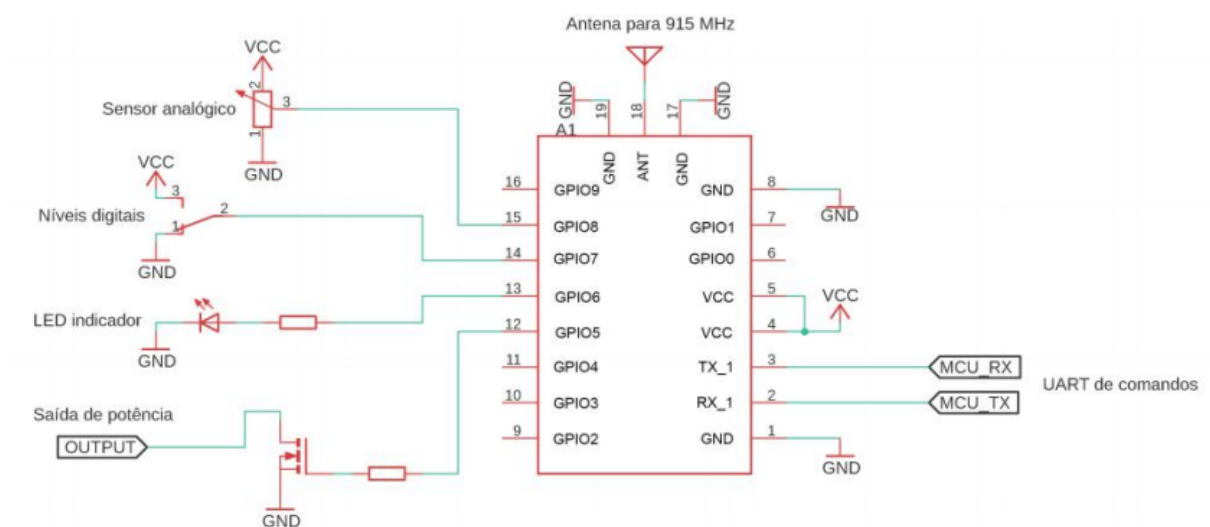 Antena para 915 MHz
VCC
2
Sensor analógico
3
1
GND
VCC
3
Níveis digitais
2
1
GND
LED indicador
GND
Saída de potência
OUTPUT
GND
A1
GND
19
18
17
GND
GND
ANT
GND
16 GPIO9
15 GPIO8
14 GPIO7
13 GPIO6
12 GPIO5
11 GPIO4
10 GPIO3
9 GPIO2
GND 8
GND
GPIO1 7
GPIO0 6
VCC 5
VCC
VCC 4
TX_1 3
MCU_RX
UART de comandos
RX_1 2
MCU_TX
GND 1
GND